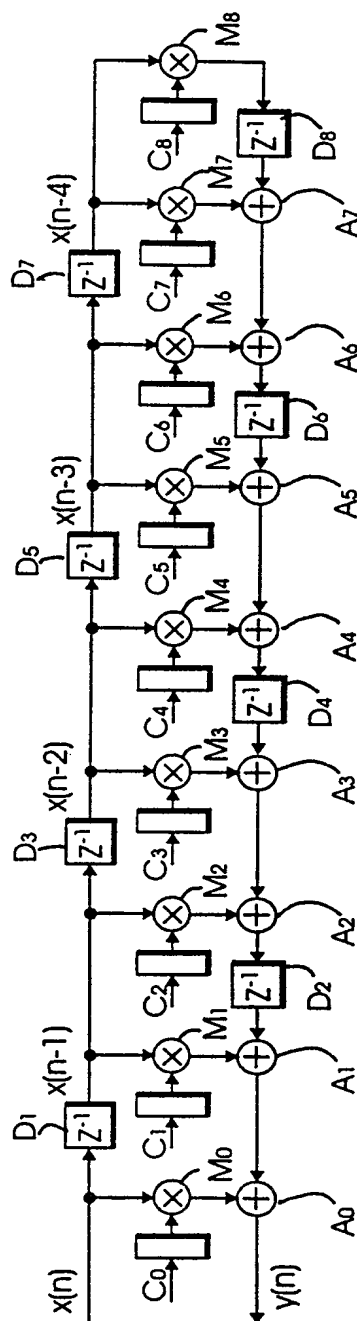 x(n) D1 x(n-1) D3 x(n-2) D5 x(n-3) D7 x(n-4)
Z-1 Z-1 Z-1 Z-1
M0 M1 M2 M3 M4 M5 M6 M7 M8
C0 C1 C2 C3 C4 C5 C6 C7 C8
Z-1 Z-1 Z-1 Z-1
D2 D4 D6 D8
y(n) A0 A1 A2 A3 A4 A5 A6 A7